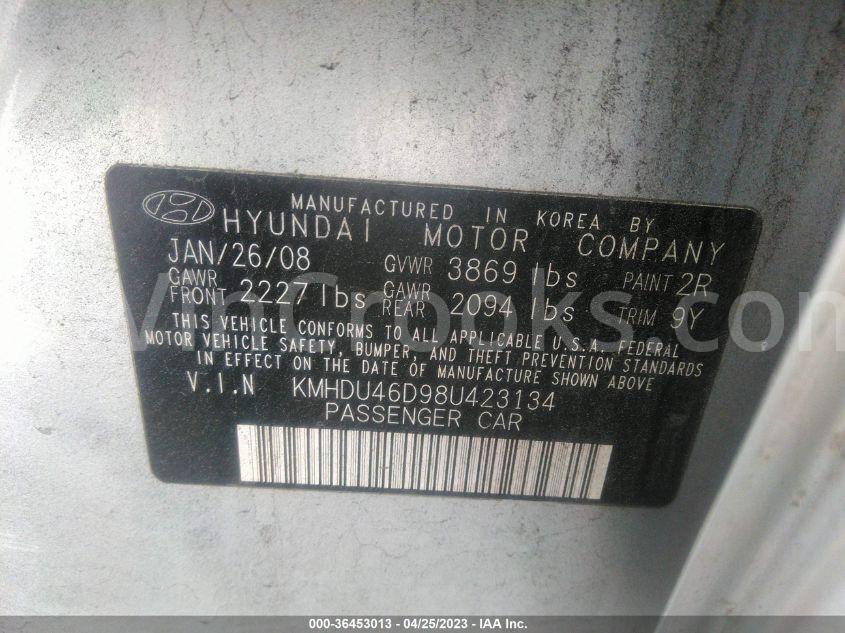 MANUFACTURED IN KOREA BY
HYUNDAI MOTOR COMPANY
JAN/26/08 GVWR 3869 lbs PAINT 2R
GAWR FRONT 2227 lbs GAWR REAR 2094 lbs TRIM 9Y
THIS VEHICLE CONFORMS TO ALL APPLICABLE U.S.A. FEDERAL
MOTOR VEHICLE SAFETY, BUMPER, AND THEFT PREVENTION STANDARDS
IN EFFECT ON THE DATE OF MANUFACTURE SHOWN ABOVE
V.I.N KMHDU46D98U423134
PASSENGER CAR
VinCrooks.com
000-36453013 - 04/25/2023 - IAA Inc.